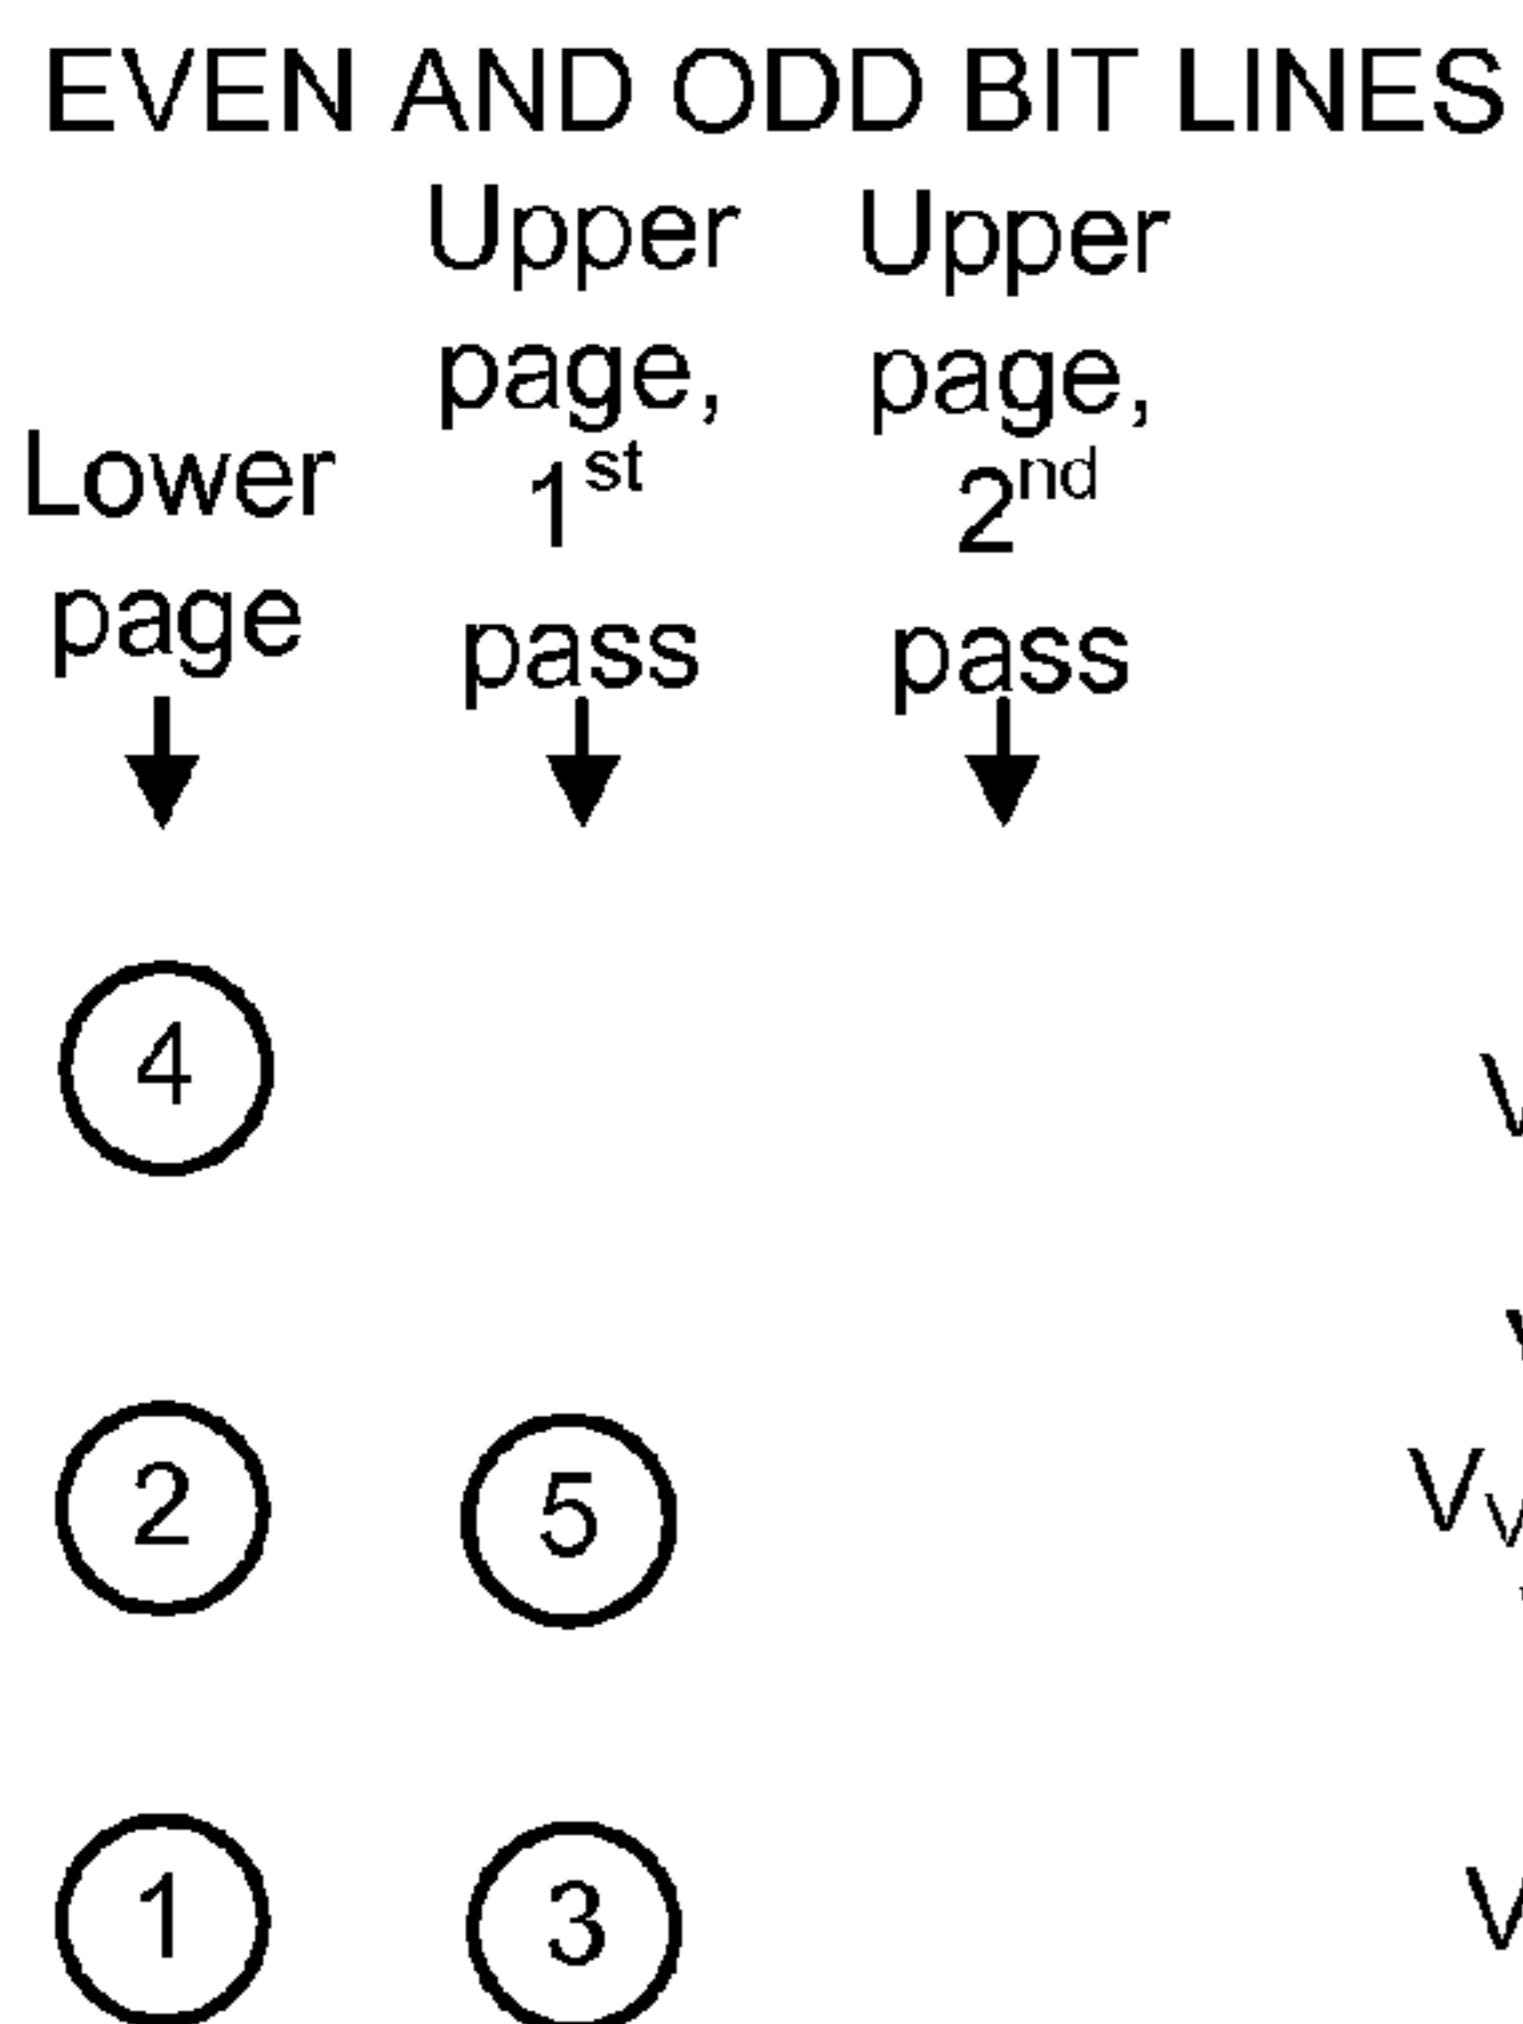 EVEN AND ODD BIT LINES
Upper Upper
page, page,
Lower 1st 2nd
page pass pass
4
2 5
1 3